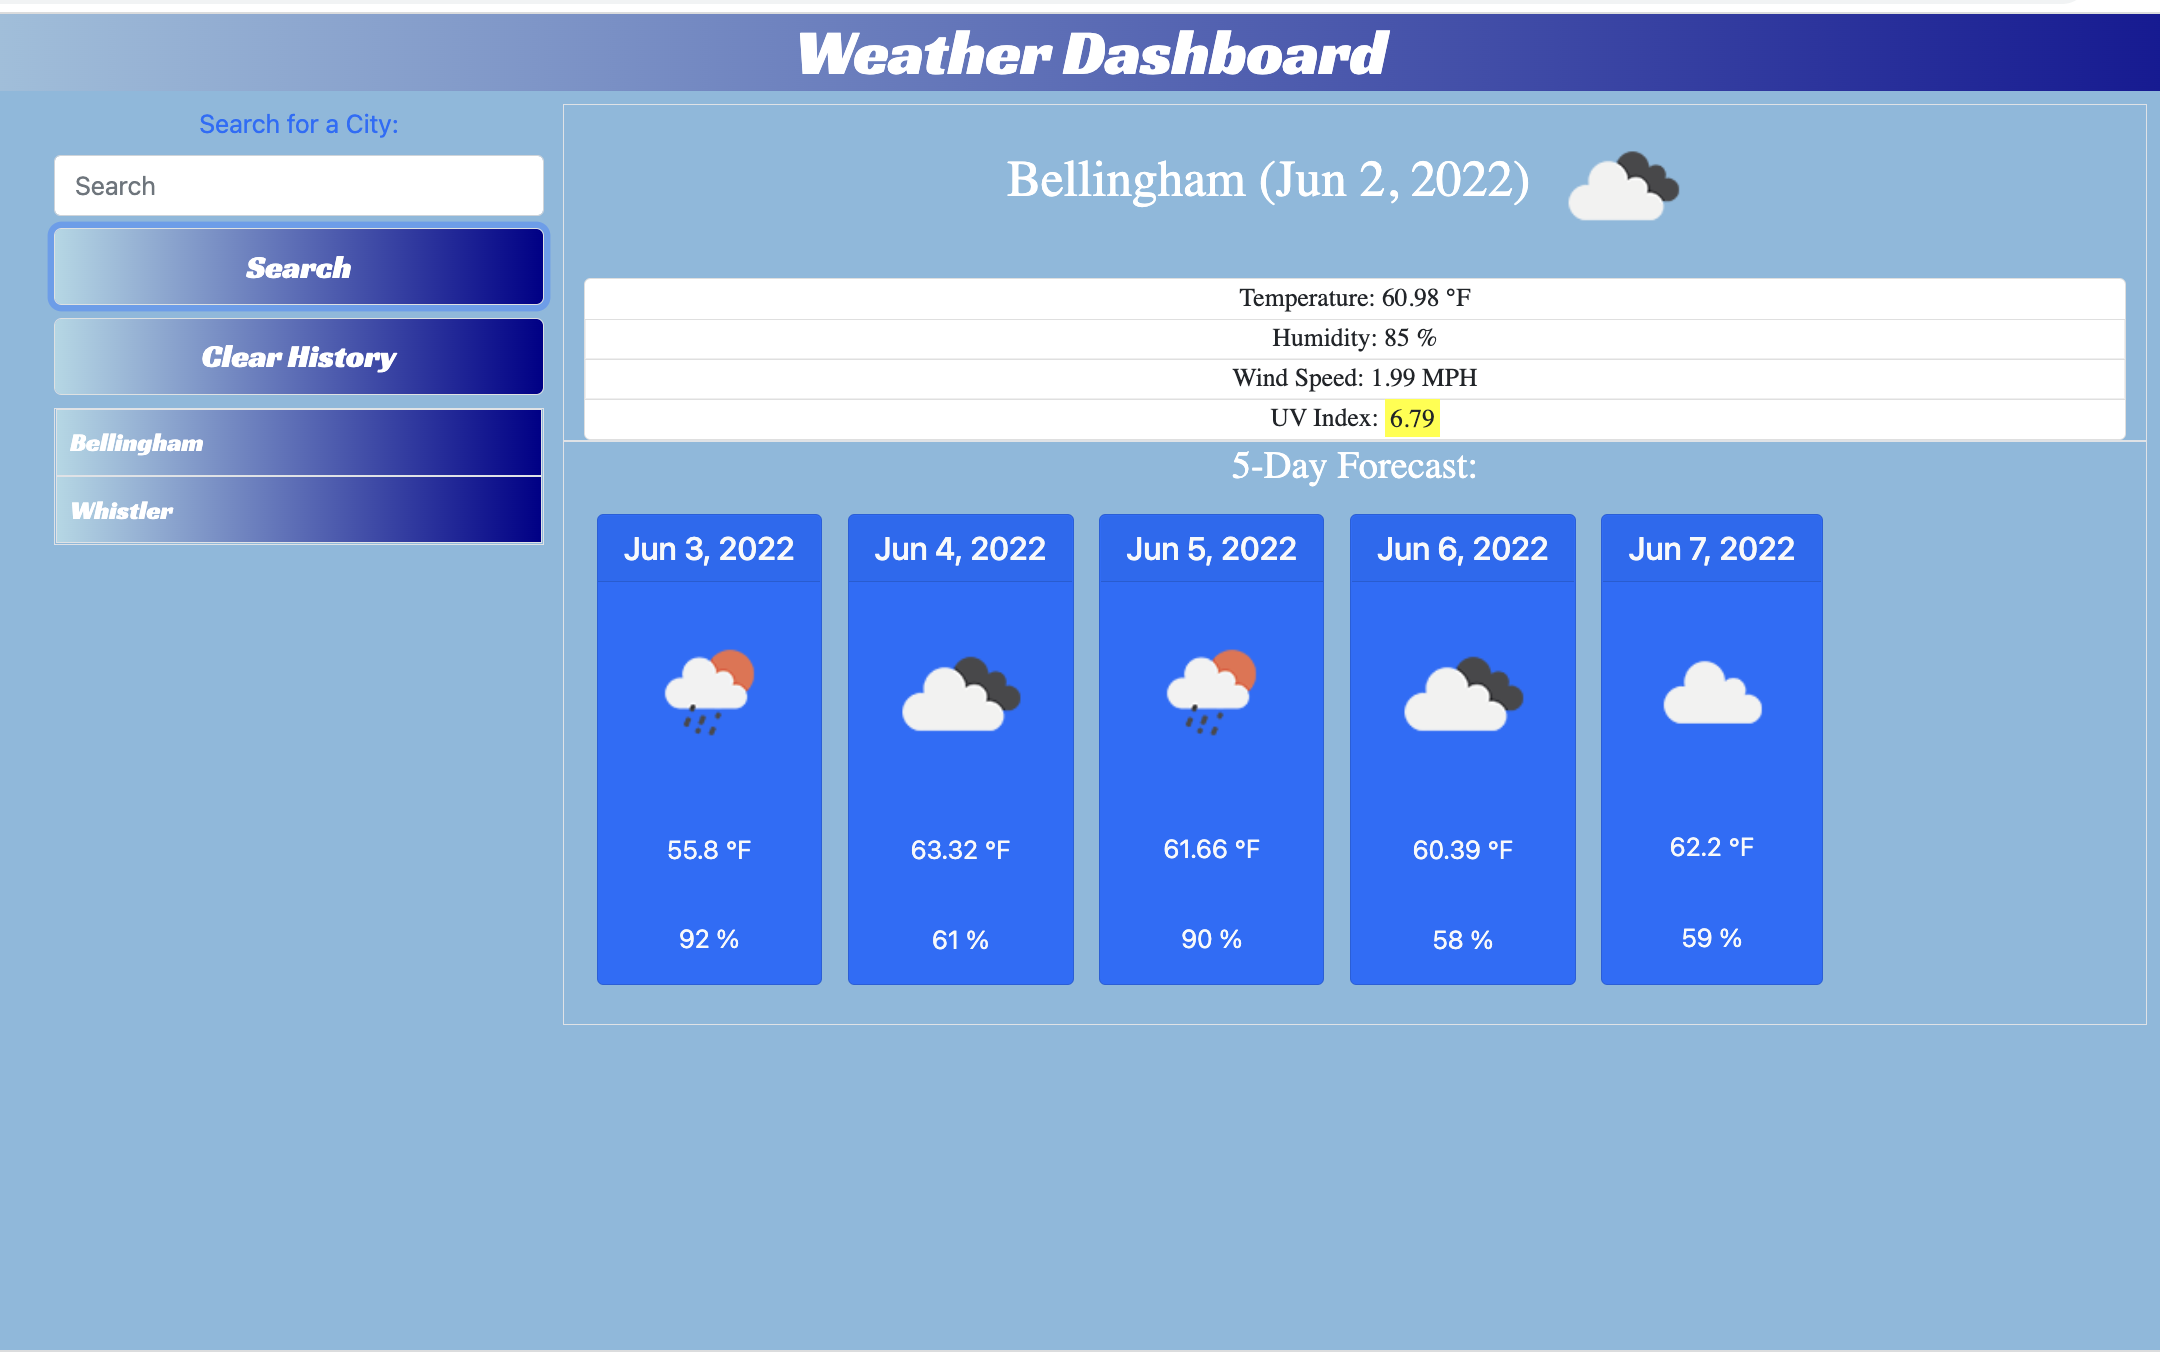 Weather Dashboard
Search for a City:
Search
Search
Clear History
Bellingham
Whistler
Bellingham (Jun 2, 2022)
Temperature: 60.98 °F
Humidity: 85 %
Wind Speed: 1.99 MPH
UV Index: 6.79
5-Day Forecast:
Jun 3, 2022
55.8 °F
92 %
Jun 4, 2022
63.32 °F
61 %
Jun 5, 2022
61.66 °F
90 %
Jun 6, 2022
60.39 °F
58 %
Jun 7, 2022
62.2 °F
59 %